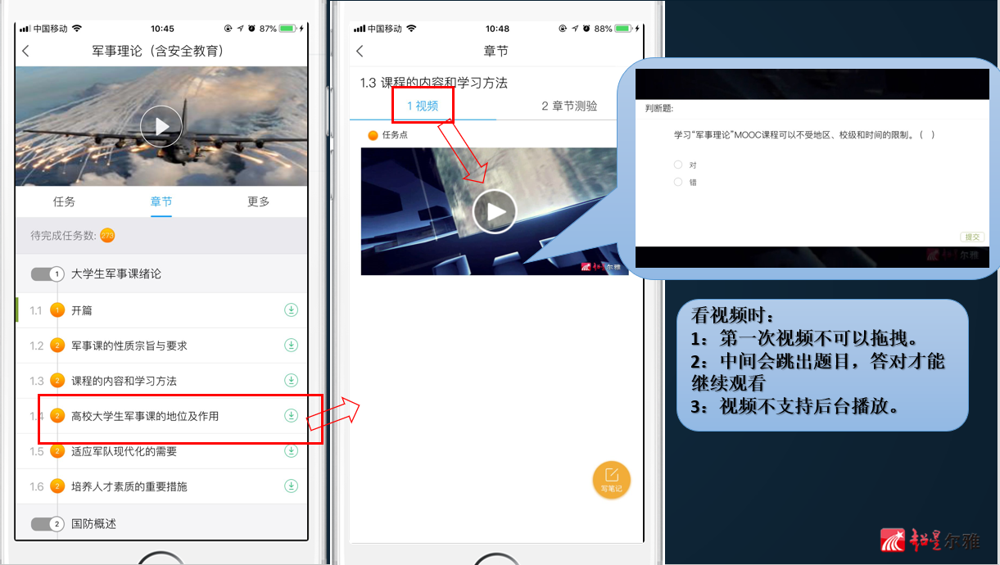 中国移动
10:45
87%
军事理论（含安全教育）
任务
章节
更多
待完成任务数: 273
1 大学生军事课绪论
1.1 1 开篇
1.2 2 军事课的性质宗旨与要求
1.3 2 课程的内容和学习方法
1.4 2 高校大学生军事课的地位及作用
1.5 2 适应军队现代化的需要
1.6 2 培养人才素质的重要措施
2 国防概述
中国移动
10:48
88%
章节
1.3 课程的内容和学习方法
1 视频
2 章节测验
任务点
超星尔雅
写笔记
判断题:
学习“军事理论”MOOC课程可以不受地区、校级和时间的限制。（ ）
对
错
提交
超星尔雅
看视频时：
1：第一次视频不可以拖拽。
2：中间会跳出题目，答对才能
继续观看
3：视频不支持后台播放。
超星尔雅